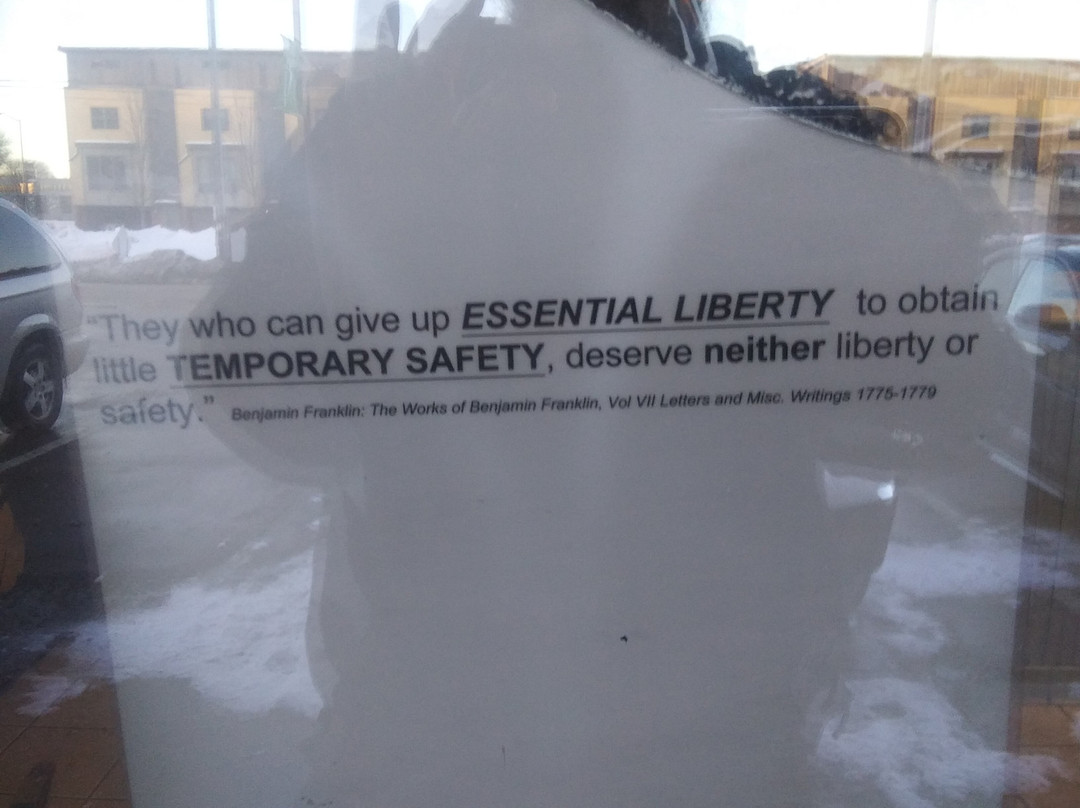 “They who can give up ESSENTIAL LIBERTY to obtain
little TEMPORARY SAFETY, deserve neither liberty or
safety.” Benjamin Franklin: The Works of Benjamin Franklin, Vol VII Letters and Misc. Writings 1775-1779